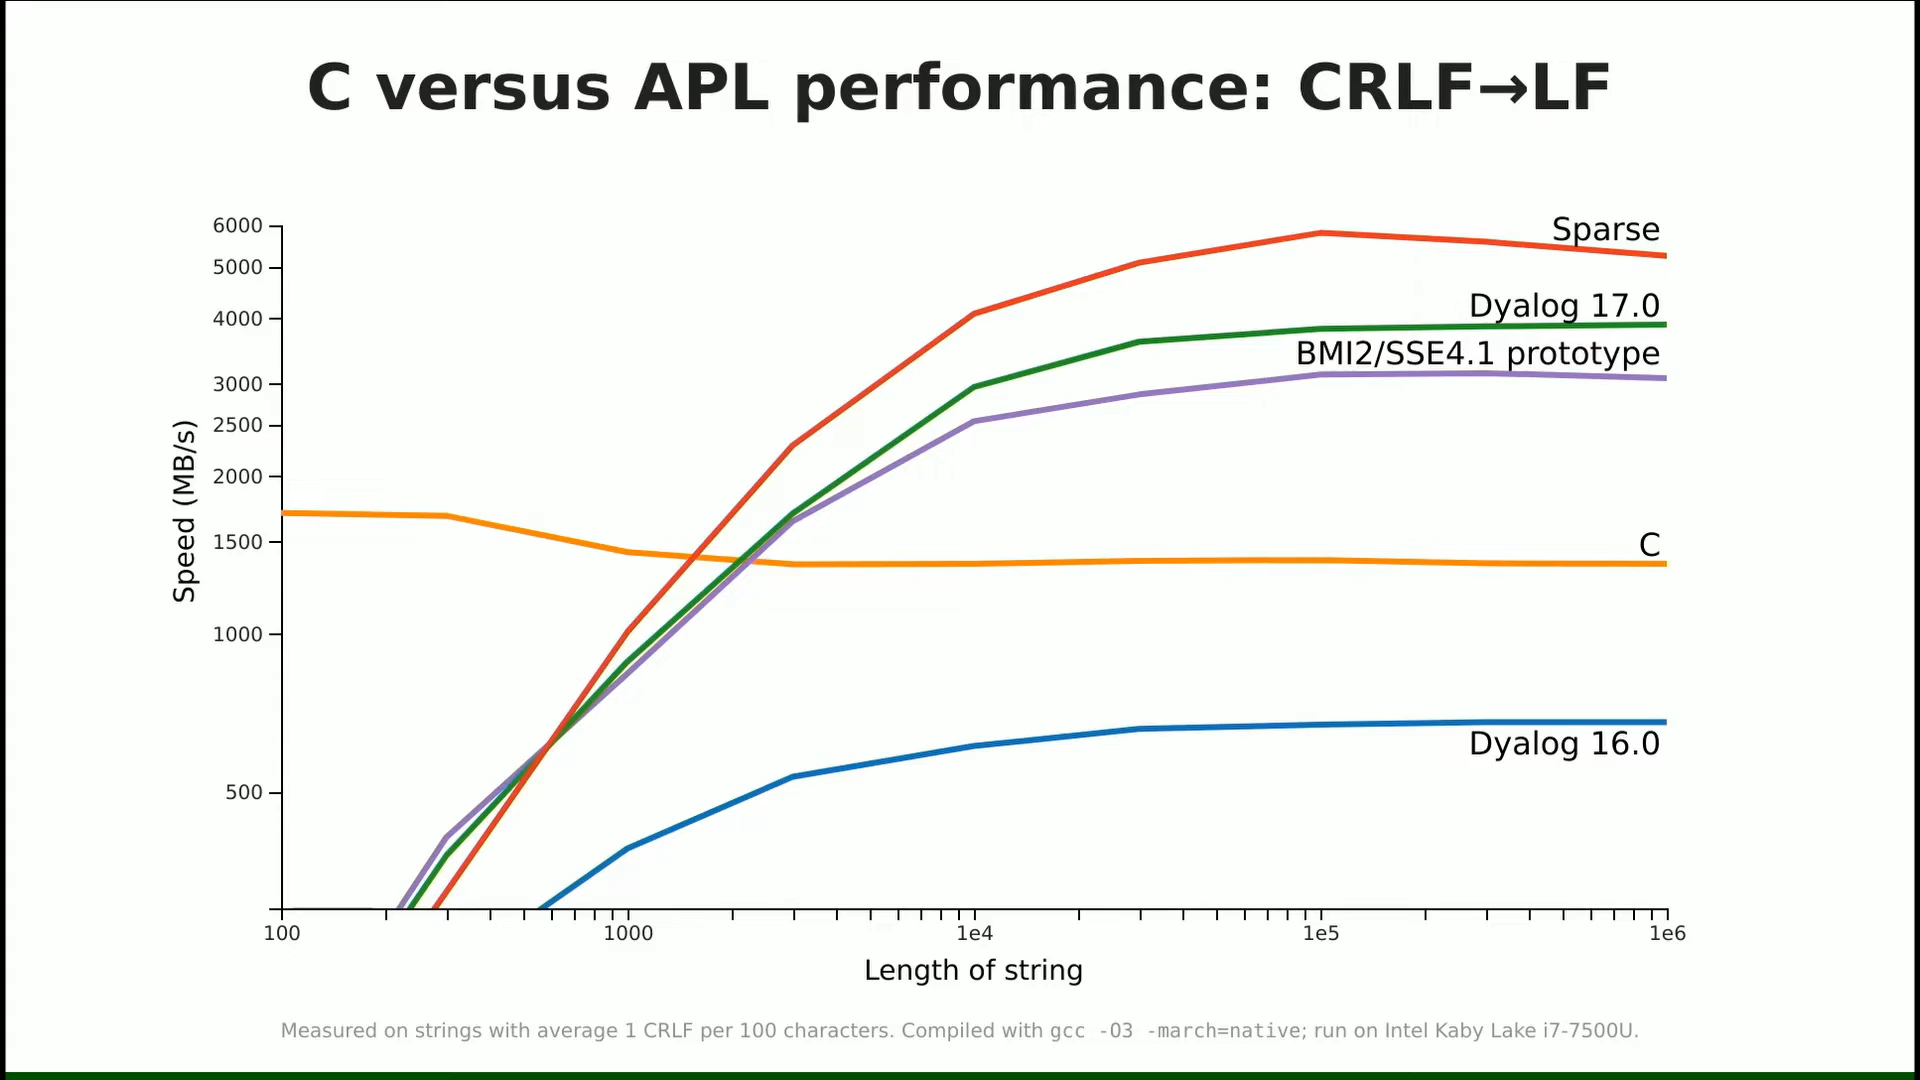 C versus APL performance: CRLF→LF
6000
5000
4000
3000
2500
2000
1500
1000
500
Speed (MB/s)
Sparse
Dyalog 17.0
BMI2/SSE4.1 prototype
C
Dyalog 16.0
100 1000 1e4 1e5 1e6
Length of string
Measured on strings with average 1 CRLF per 100 characters. Compiled with gcc -O3 -march=native; run on Intel Kaby Lake i7-7500U.